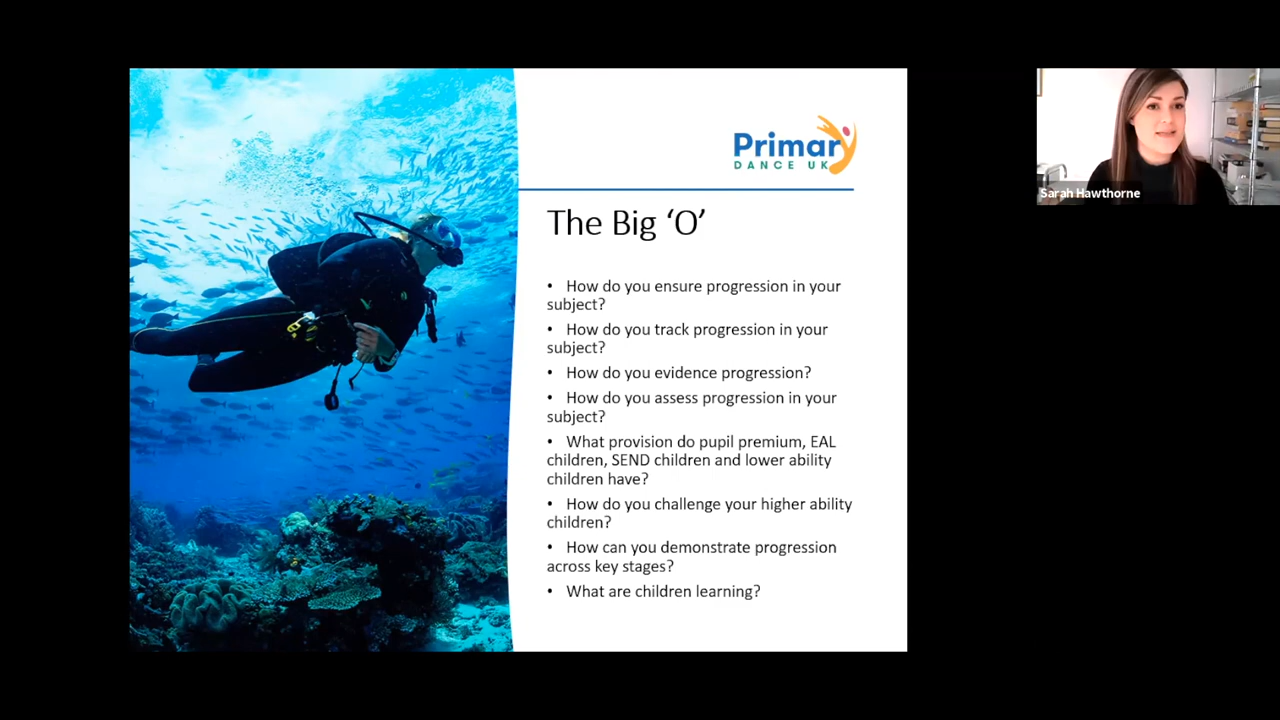 Primary
DANCE UK
Sarah Hawthorne
The Big ‘O’
• How do you ensure progression in your
subject?
• How do you track progression in your
subject?
• How do you evidence progression?
• How do you assess progression in your
subject?
• What provision do pupil premium, EAL
children, SEND children and lower ability
children have?
• How do you challenge your higher ability
children?
• How can you demonstrate progression
across key stages?
• What are children learning?